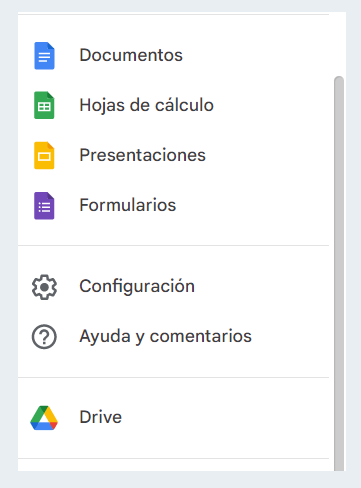 Documentos
Hojas de cálculo
Presentaciones
Formularios
Configuración
Ayuda y comentarios
Drive